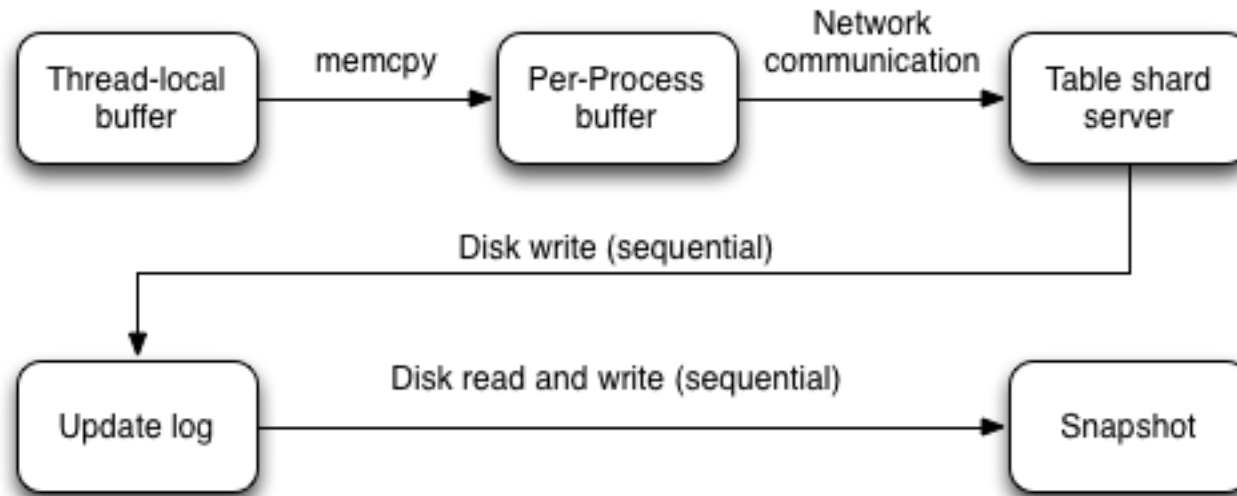 Thread-local
buffer
memcpy
Per-Process
buffer
Network
communication
Table shard
server
Disk write (sequential)
Update log
Disk read and write (sequential)
Snapshot